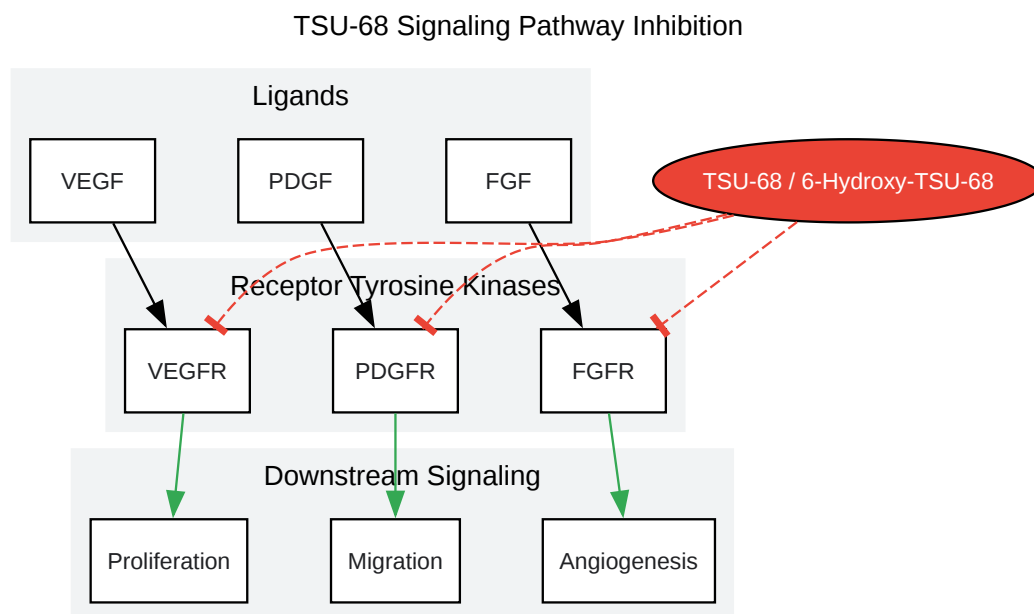 TSU-68 Signaling Pathway Inhibition
Ligands
VEGF
PDGF
FGF
TSU-68 / 6-Hydroxy-TSU-68
Receptor Tyrosine Kinases
VEGFR
PDGFR
FGFR
Downstream Signaling
Proliferation
Migration
Angiogenesis